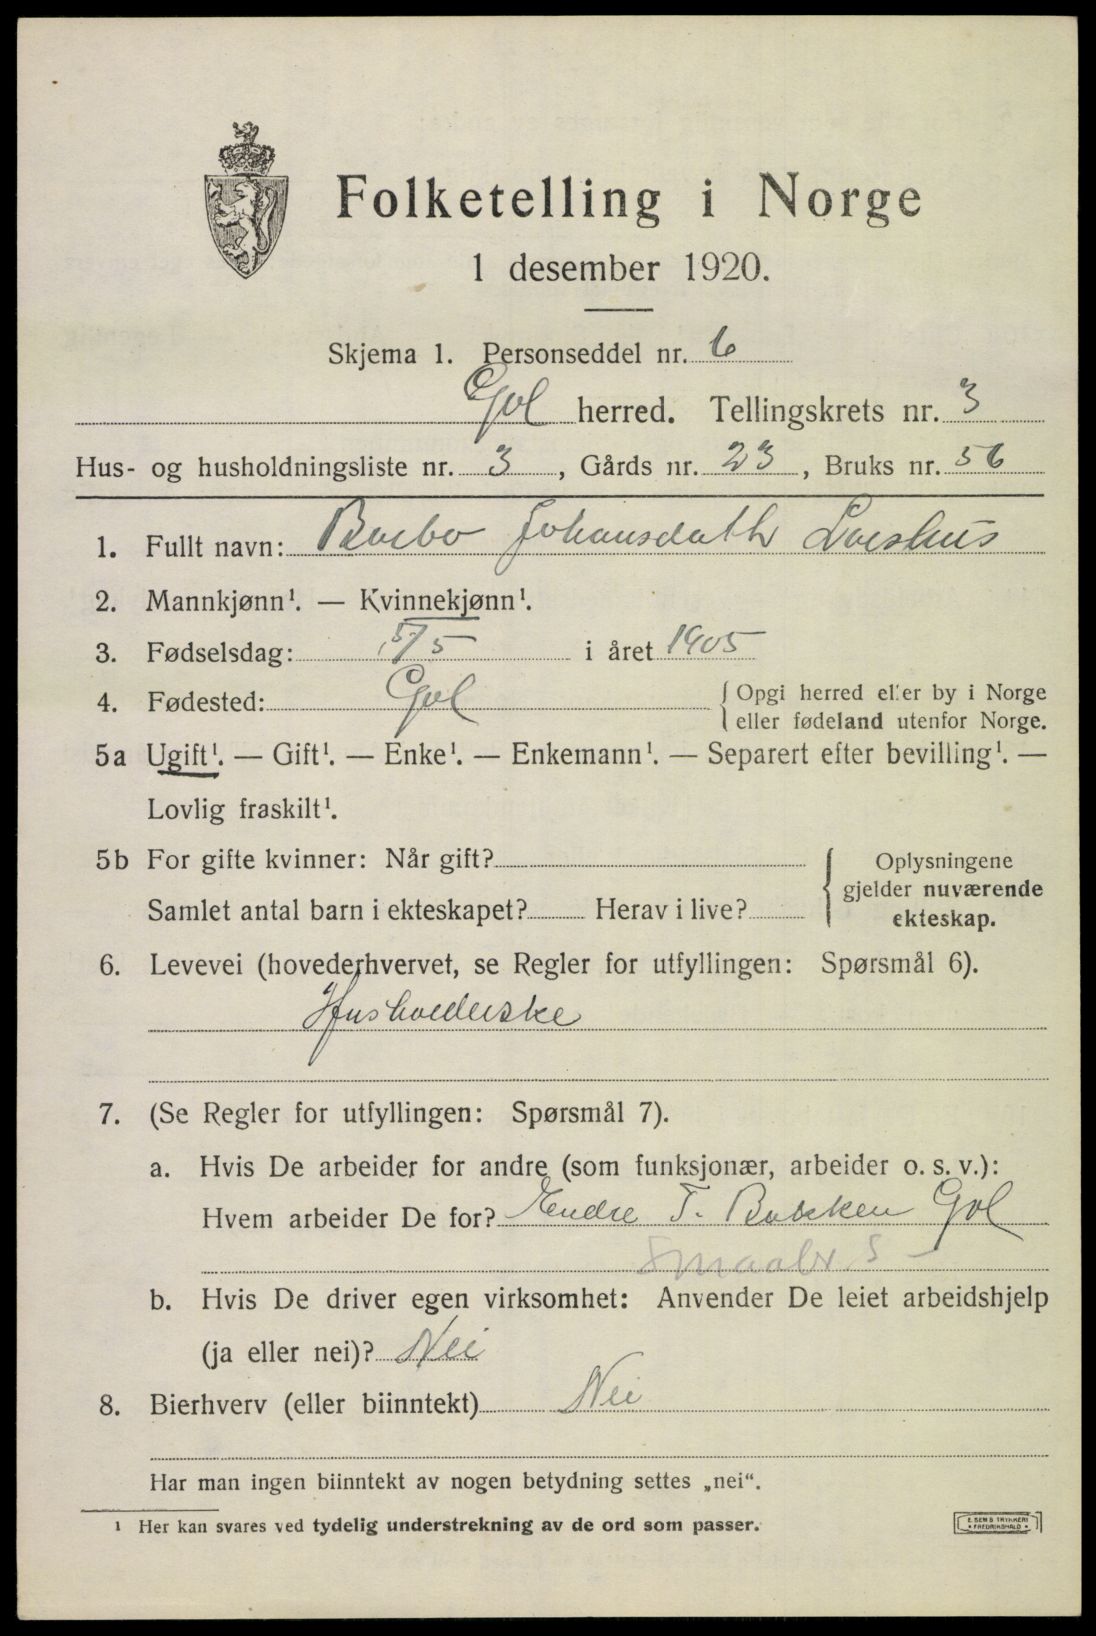 Folketelling i Norge
1 desember 1920.
Skjema 1. Personseddel nr. 6
Gol herred. Tellingskrets nr. 3
Hus- og husholdningsliste nr. 3, Gårds nr. 23, Bruks nr. 56
1. Fullt navn: Barbo Johansdatter
2. Mannkjønn¹. — Kvinnekjønn¹.
3. Fødselsdag: 5/5 i året 1905
4. Fødested: Gol {Opgi herred eller by i Norge
eller fødeland utenfor Norge.
5a Ugift¹. — Gift¹. — Enke¹. — Enkemann¹. — Separert efter bevilling¹. —
Lovlig fraskilt¹.
5b For gifte kvinner: Når gift? {Oplysningene
gjelder nuværende
ekteskap.
Samlet antal barn i ekteskapet? Herav i live?
6. Levevei (hovederhvervet, se Regler for utfyllingen: Spørsmål 6).
7. (Se Regler for utfyllingen: Spørsmål 7).
a. Hvis De arbeider for andre (som funksjonær, arbeider o. s. v.):
Hvem arbeider De for? Endre T. Bakken Gol
b. Hvis De driver egen virksomhet: Anvender De leiet arbeidshjelp
(ja eller nei)? Nei
8. Bierhverv (eller biinntekt) Nei
Har man ingen biinntekt av nogen betydning settes „nei“.
¹ Her kan svares ved tydelig understrekning av de ord som passer.
E. SEM S TRYKKERI
• FREDRIKSHALD •